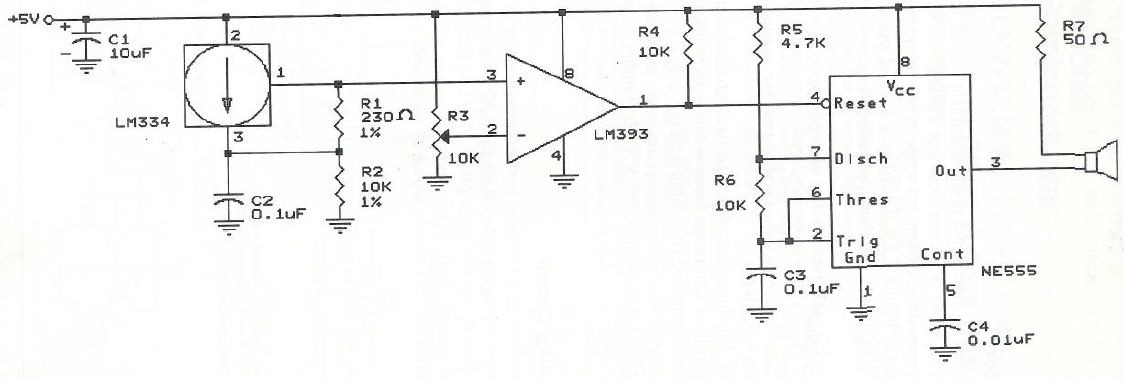 +5V
+
C1
10uF
-
2
1
LM334
3
C2
0.1uF
R1
230Ω
1%
R2
10K
1%
R3
10K
3
+
2
-
8
4
1
LM393
R4
10K
R5
4.7K
R6
10K
C3
0.1uF
8
Vcc
4
Reset
7
Disch
6
Thres
2
Trig
Gnd
1
Cont
5
Out
3
NE555
C4
0.01uF
R7
50Ω